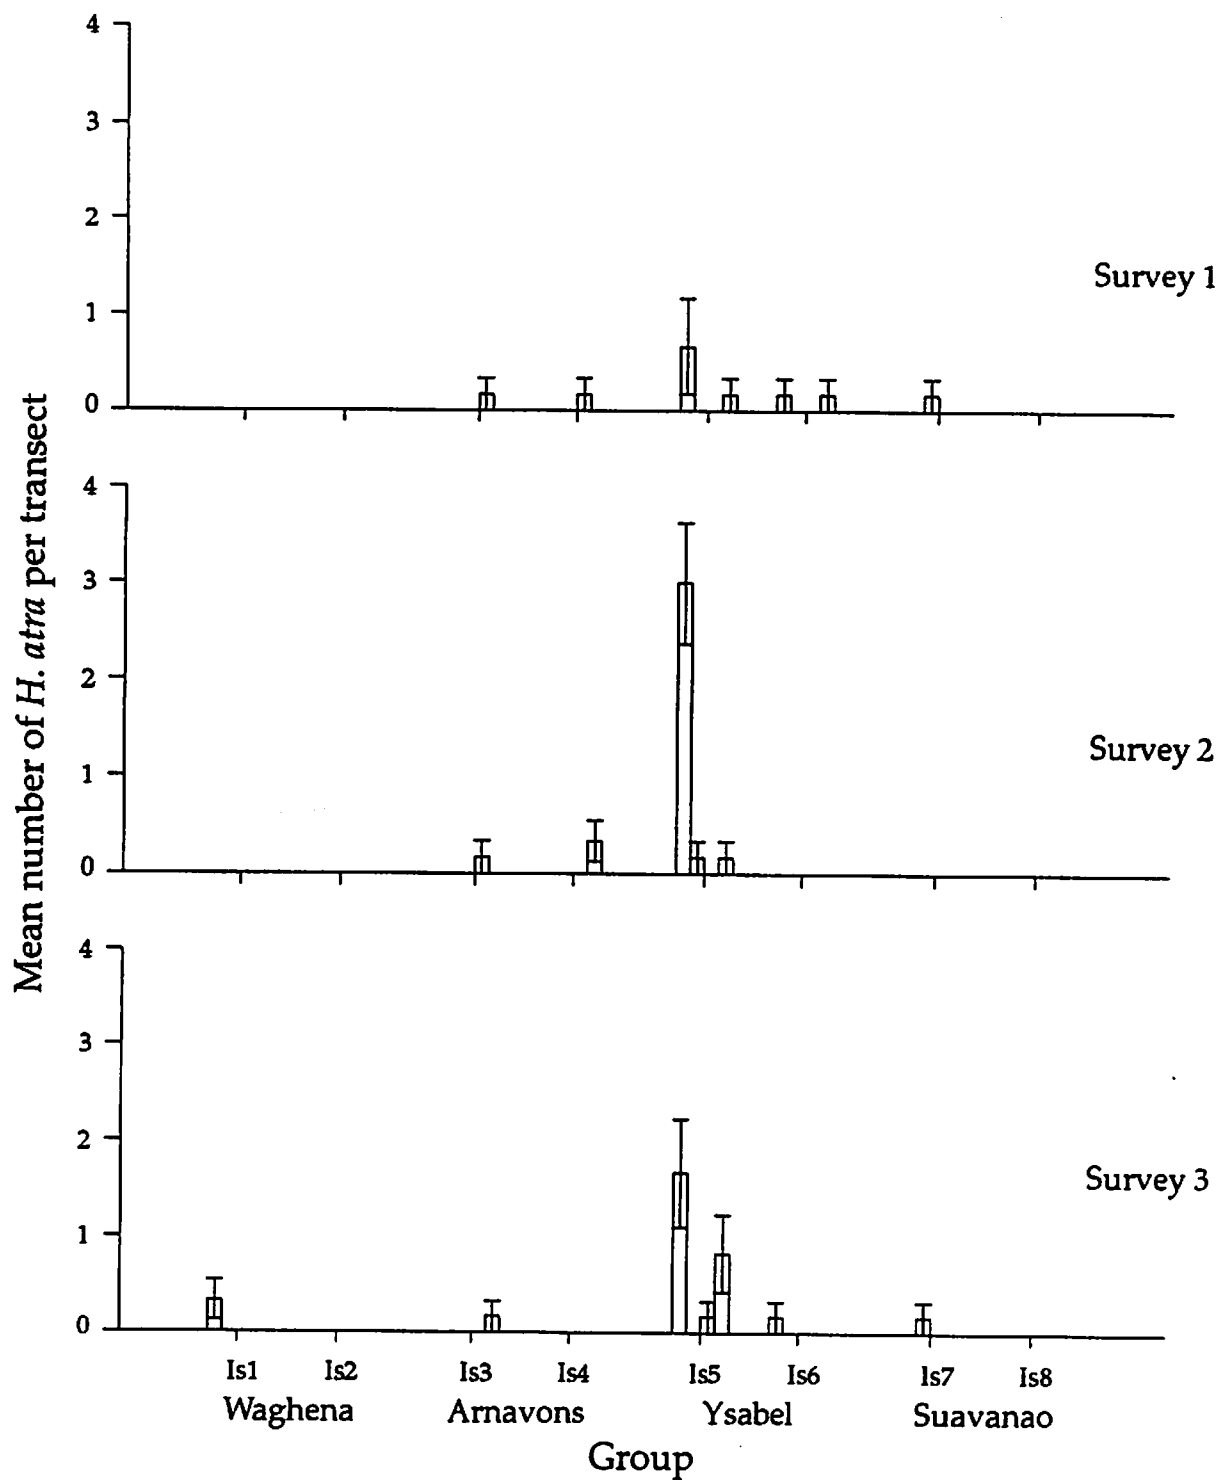 Mean number of H. atra per transect
4
3
2
1
0
Survey 1
4
3
2
1
0
Survey 2
4
3
2
1
0
Survey 3
Is1 Is2 Is3 Is4 Is5 Is6 Is7 Is8
Waghena Arnavons Ysabel Suavanao
Group